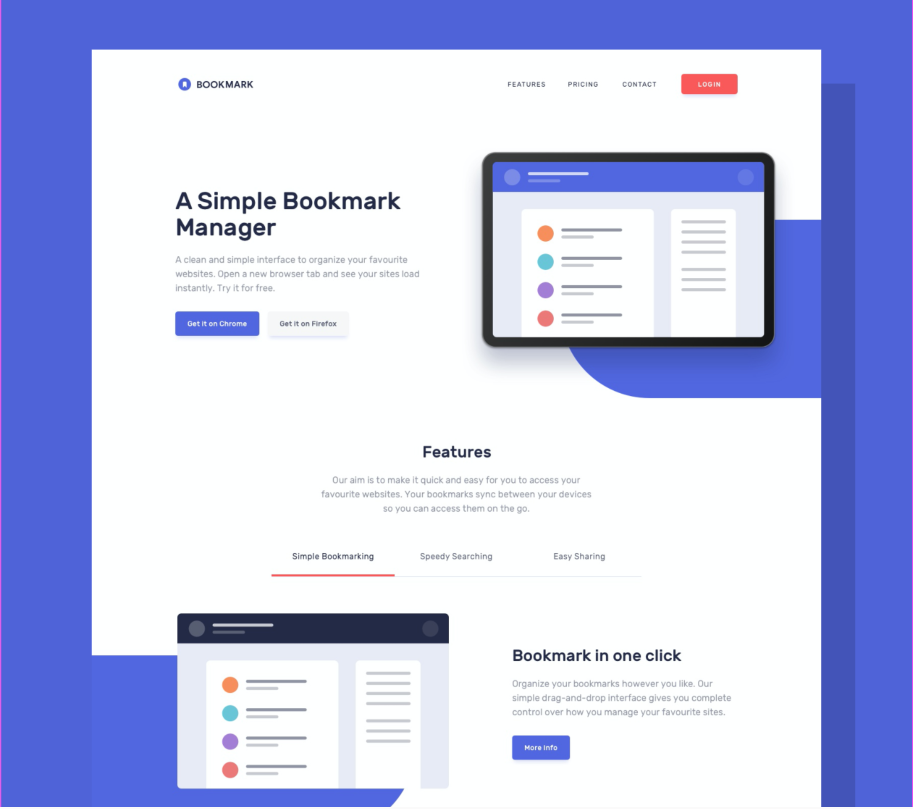 BOOKMARK
FEATURES
PRICING
CONTACT
LOGIN
A Simple Bookmark
Manager
A clean and simple interface to organize your favourite
websites. Open a new browser tab and see your sites load
instantly. Try it for free.
Get it on Chrome
Get it on Firefox
Features
Our aim is to make it quick and easy for you to access your
favourite websites. Your bookmarks sync between your devices
so you can access them on the go.
Simple Bookmarking
Speedy Searching
Easy Sharing
Bookmark in one click
Organize your bookmarks however you like. Our
simple drag-and-drop interface gives you complete
control over how you manage your favourite sites.
More Info